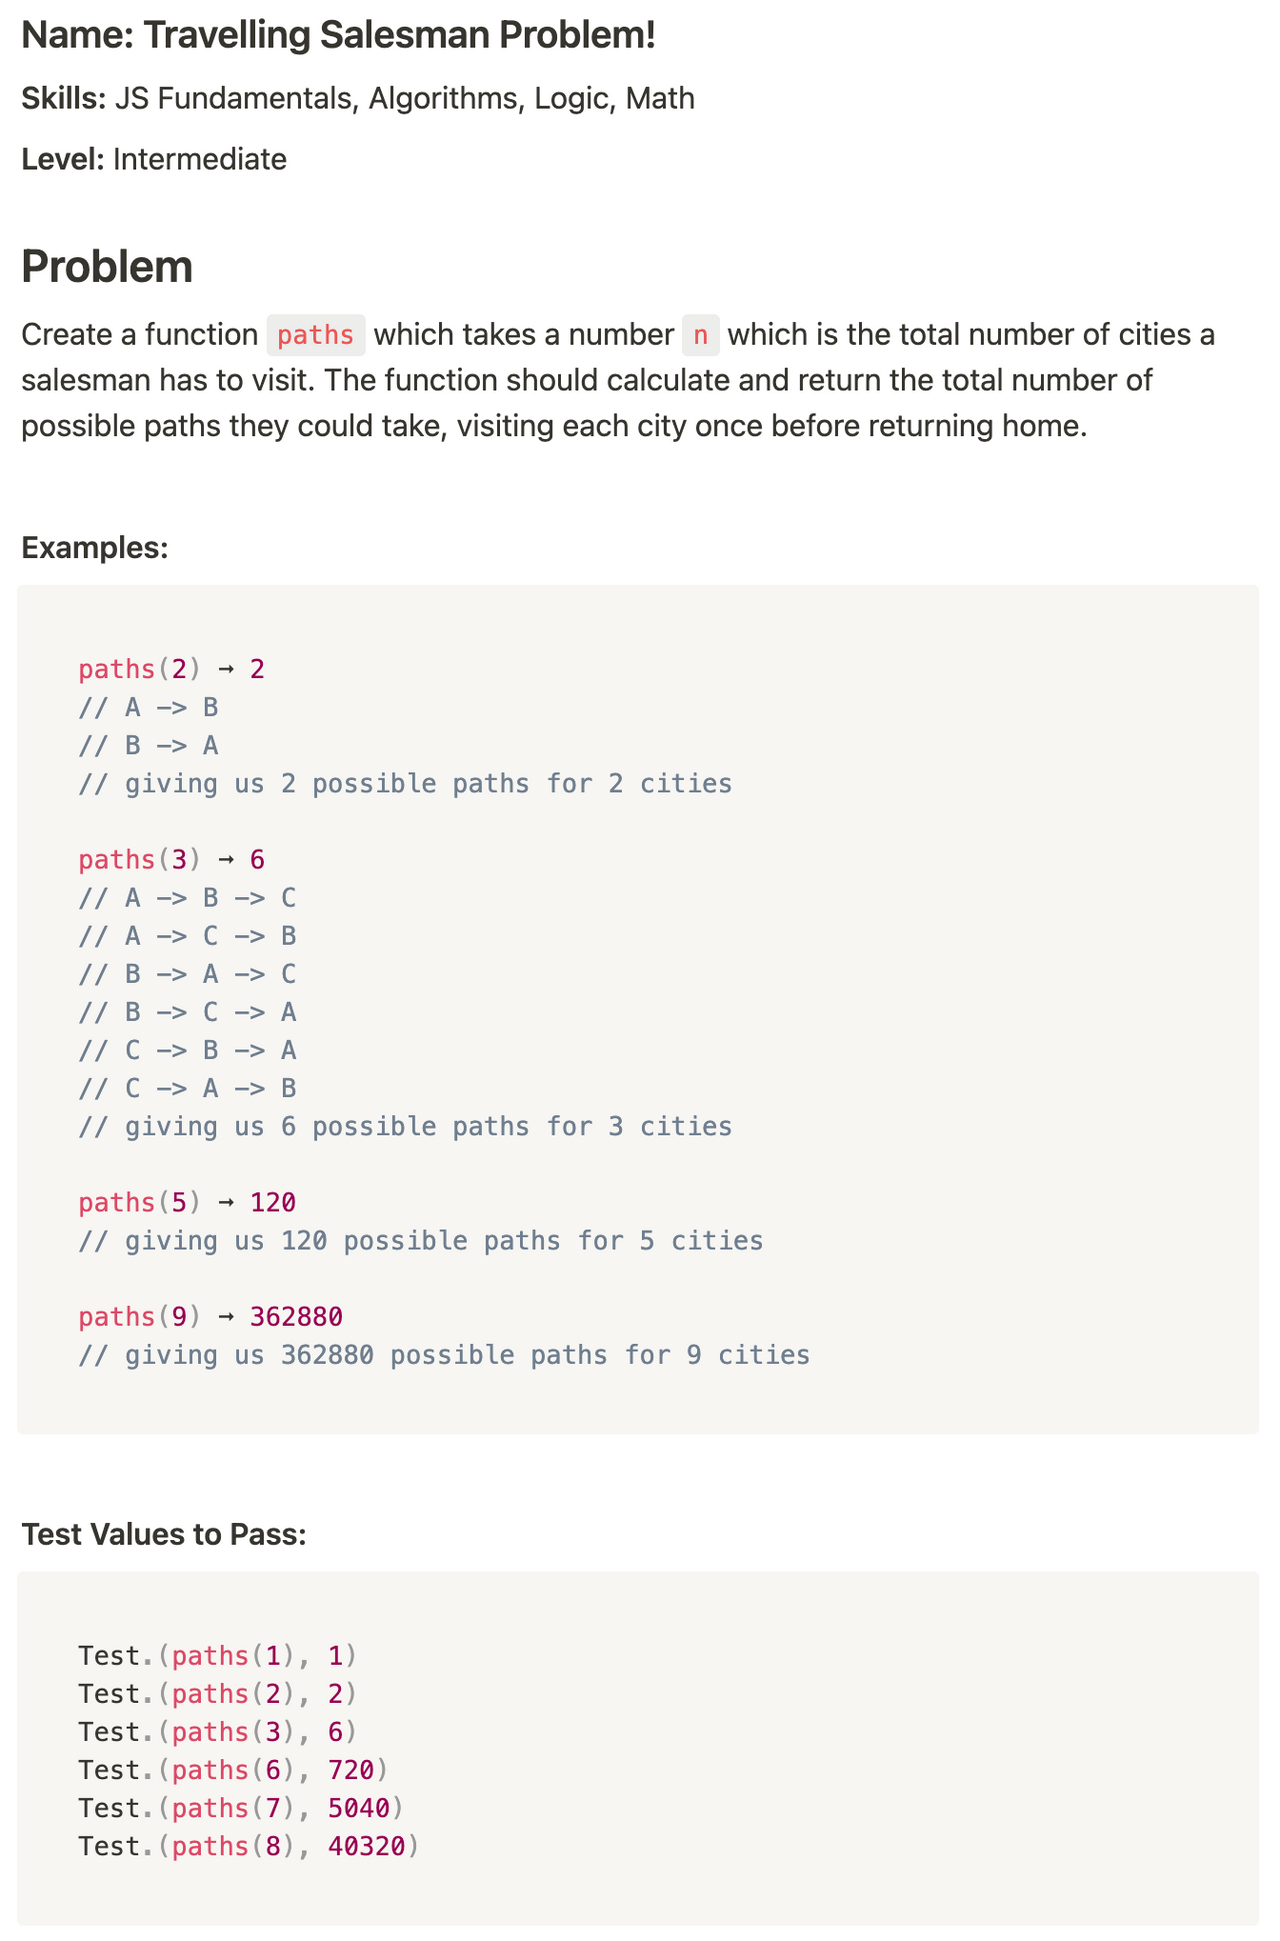 Name: Travelling Salesman Problem!
Skills: JS Fundamentals, Algorithms, Logic, Math
Level: Intermediate
Problem
Create a function paths which takes a number n which is the total number of cities a
salesman has to visit. The function should calculate and return the total number of
possible paths they could take, visiting each city once before returning home.
Examples:
paths(2) ➞ 2
// A -> B
// B -> A
// giving us 2 possible paths for 2 cities
paths(3) ➞ 6
// A -> B -> C
// A -> C -> B
// B -> A -> C
// B -> C -> A
// C -> B -> A
// C -> A -> B
// giving us 6 possible paths for 3 cities
paths(5) ➞ 120
// giving us 120 possible paths for 5 cities
paths(9) ➞ 362880
// giving us 362880 possible paths for 9 cities
Test Values to Pass:
Test.(paths(1), 1)
Test.(paths(2), 2)
Test.(paths(3), 6)
Test.(paths(6), 720)
Test.(paths(7), 5040)
Test.(paths(8), 40320)